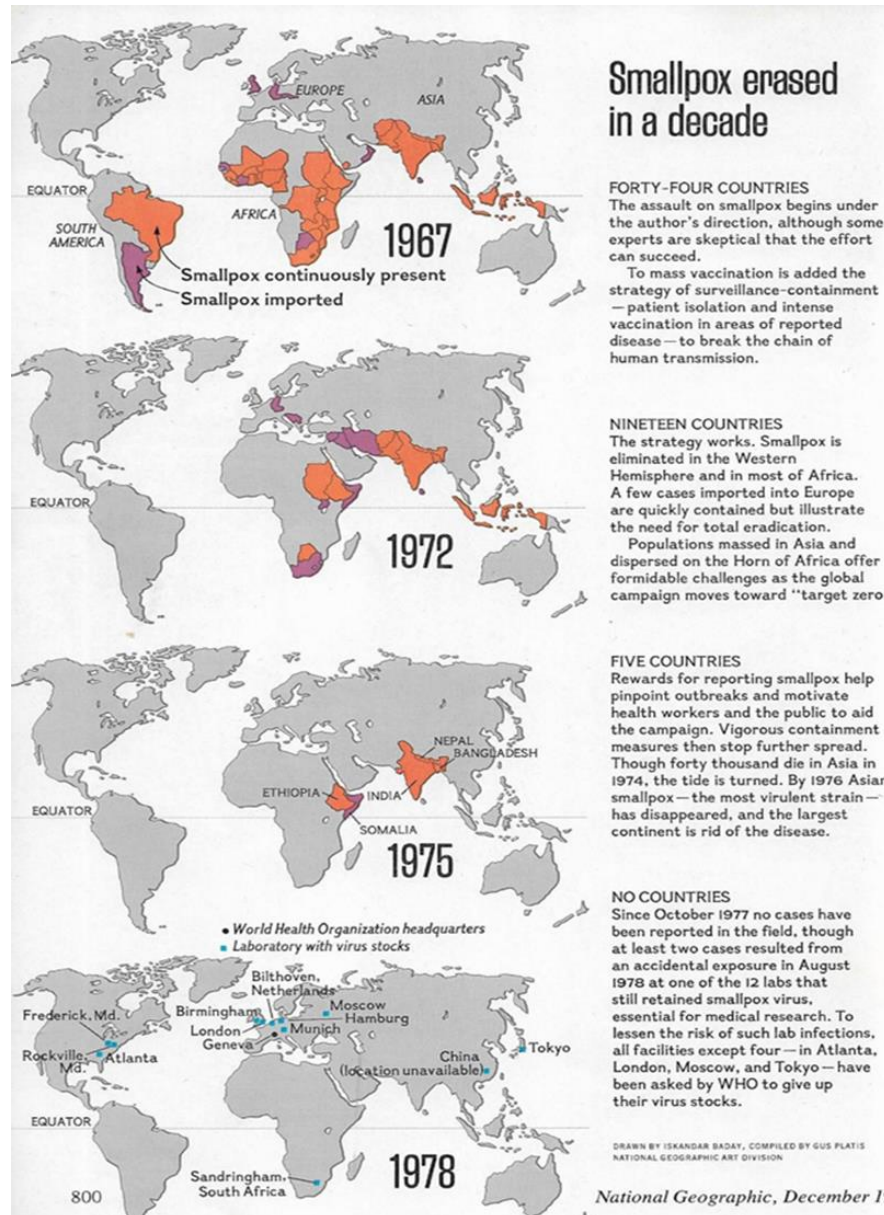 Smallpox erased
in a decade
EUROPE
ASIA
EQUATOR
AFRICA
SOUTH
AMERICA
1967
Smallpox continuously present
Smallpox imported
FORTY-FOUR COUNTRIES
The assault on smallpox begins under
the author's direction, although some
experts are skeptical that the effort
can succeed.
To mass vaccination is added the
strategy of surveillance-containment
—patient isolation and intense
vaccination in areas of reported
disease—to break the chain of
human transmission.
EQUATOR
1972
NINETEEN COUNTRIES
The strategy works. Smallpox is
eliminated in the Western
Hemisphere and in most of Africa.
A few cases imported into Europe
are quickly contained but illustrate
the need for total eradication.
Populations massed in Asia and
dispersed on the Horn of Africa offer
formidable challenges as the global
campaign moves toward "target zero
NEPAL
BANGLADESH
ETHIOPIA
INDIA
EQUATOR
SOMALIA
1975
FIVE COUNTRIES
Rewards for reporting smallpox help
pinpoint outbreaks and motivate
health workers and the public to aid
the campaign. Vigorous containment
measures then stop further spread.
Though forty thousand die in Asia in
1974, the tide is turned. By 1976 Asian
smallpox—the most virulent strain—
has disappeared, and the largest
continent is rid of the disease.
World Health Organization headquarters
Laboratory with virus stocks
Bilthoven,
Netherlands
Moscow
Birmingham
Hamburg
Frederick, Md.
London
Munich
Geneva
Rockville,
Md.
Atlanta
China
(location unavailable)
Tokyo
EQUATOR
Sandringham,
South Africa
1978
NO COUNTRIES
Since October 1977 no cases have
been reported in the field, though
at least two cases resulted from
an accidental exposure in August
1978 at one of the 12 labs that
still retained smallpox virus,
essential for medical research. To
lessen the risk of such lab infections,
all facilities except four—in Atlanta,
London, Moscow, and Tokyo—have
been asked by WHO to give up
their virus stocks.
DRAWN BY ISKANDAR BADAY, COMPILED BY GUS PLATIS
NATIONAL GEOGRAPHIC ART DIVISION
800
National Geographic, December 1